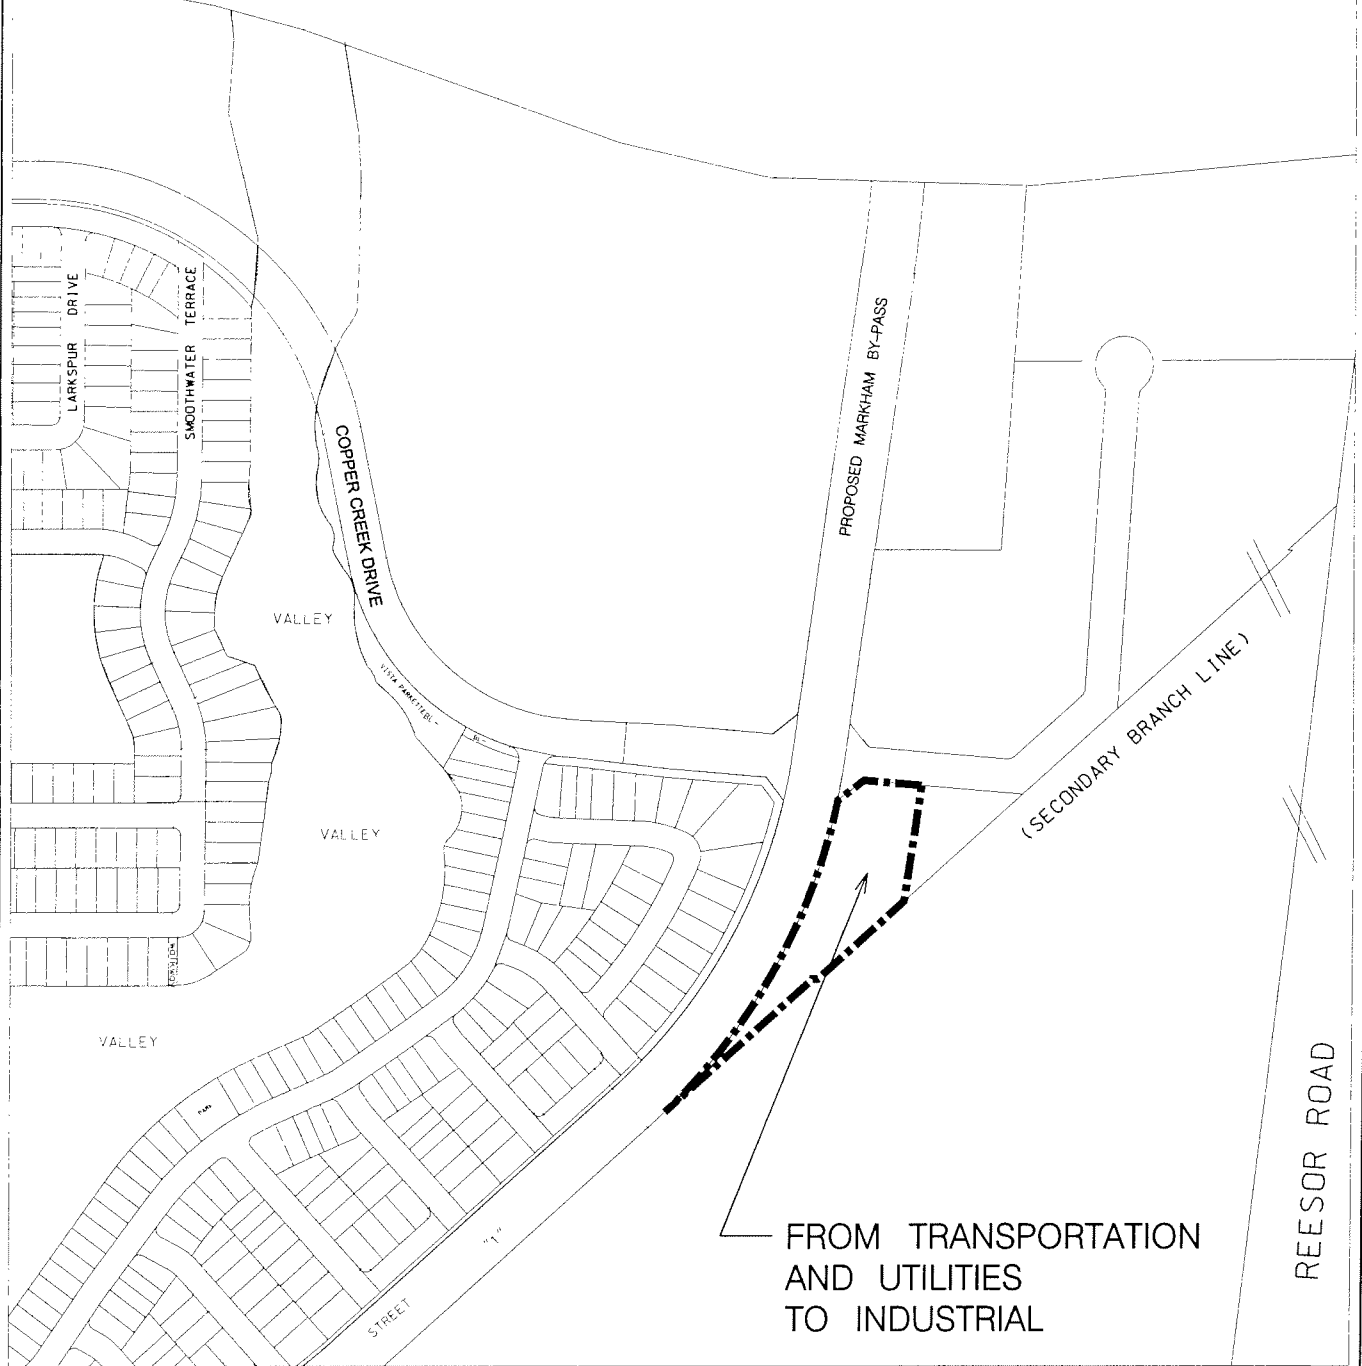 LARKSPUR DRIVE
SMOOTHWATER TERRACE
PROPOSED MARKHAM BY-PASS
COPPER CREEK DRIVE
VALLEY
(SECONDARY BRANCH LINE)
VALLEY
VALLEY
PARK
REESOR ROAD
STREET "1"
FROM TRANSPORTATION
AND UTILITIES
TO INDUSTRIAL